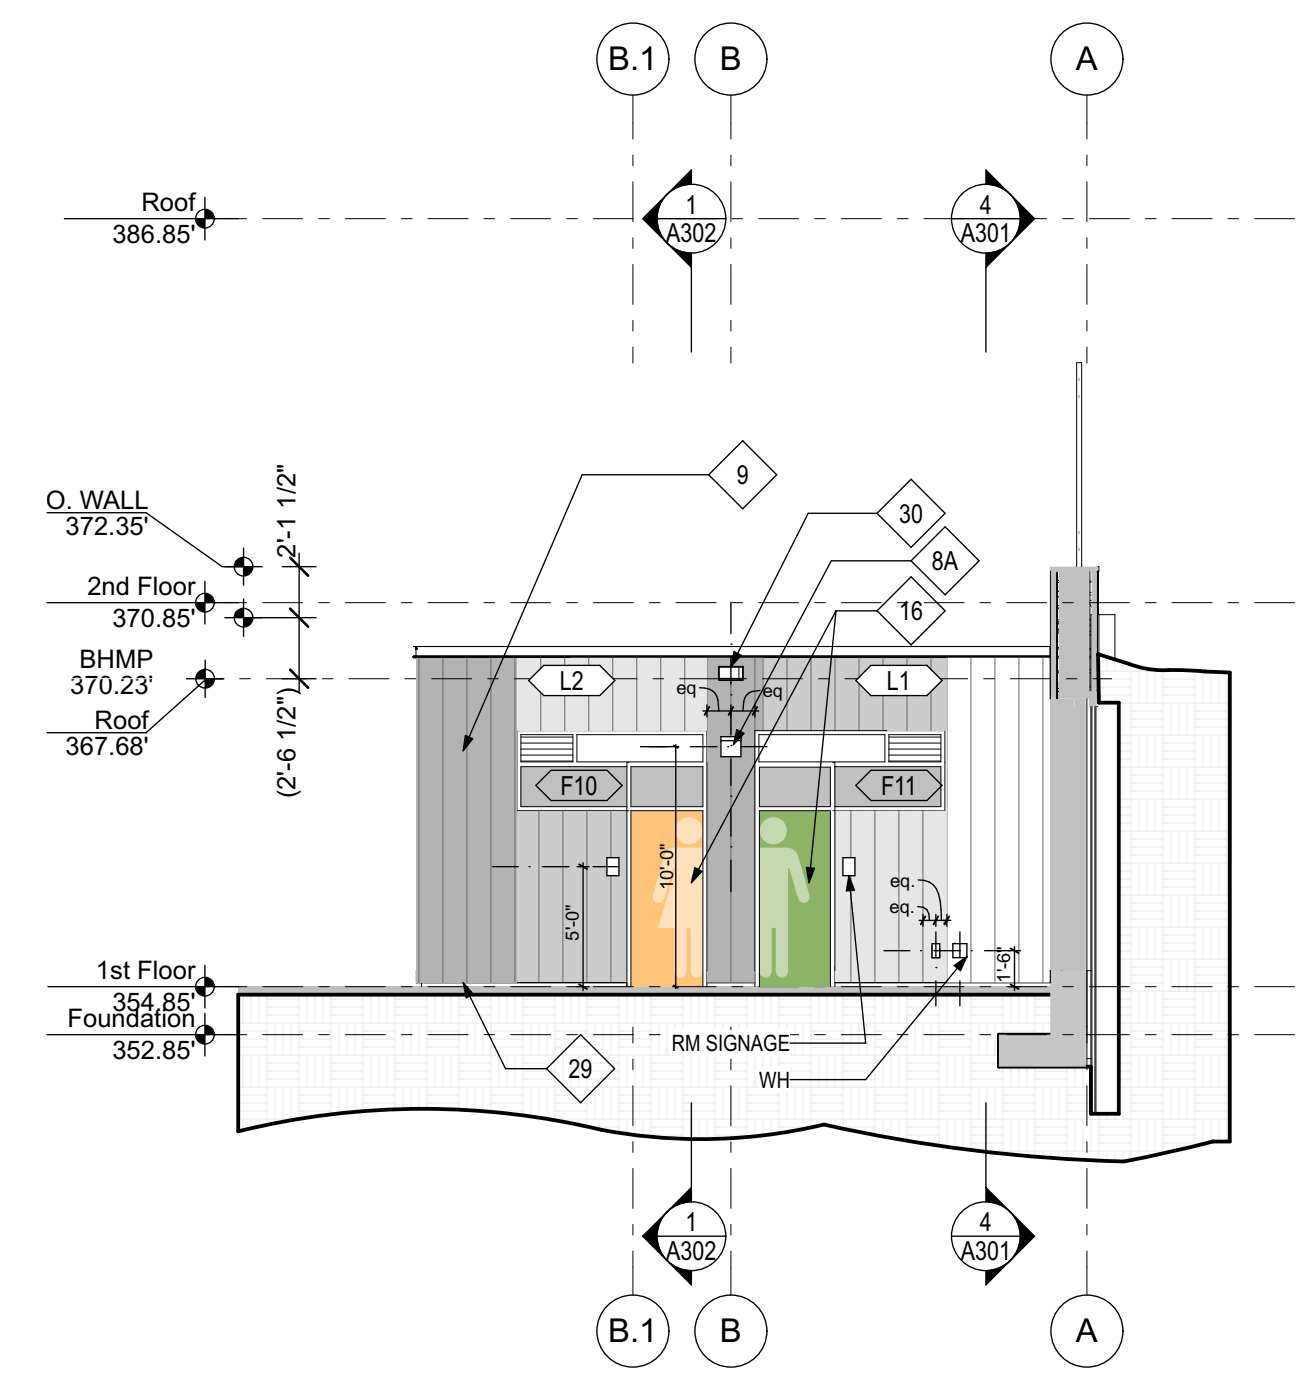 B.1
B
A
Roof
386.85'
1
A302
4
A301
9
30
8A
16
O. WALL
372.35'
2'-1 1/2"
2nd Floor
370.85'
BHMP
370.23'
Roof
367.68'
(2'-6 1/2")
L2
L1
eq
eq
F10
F11
10'-0"
5'-0"
eq.
eq.
1'-6"
1st Floor
354.85'
Foundation
352.85'
RM SIGNAGE
WH
29
1
A302
4
A301
B.1
B
A